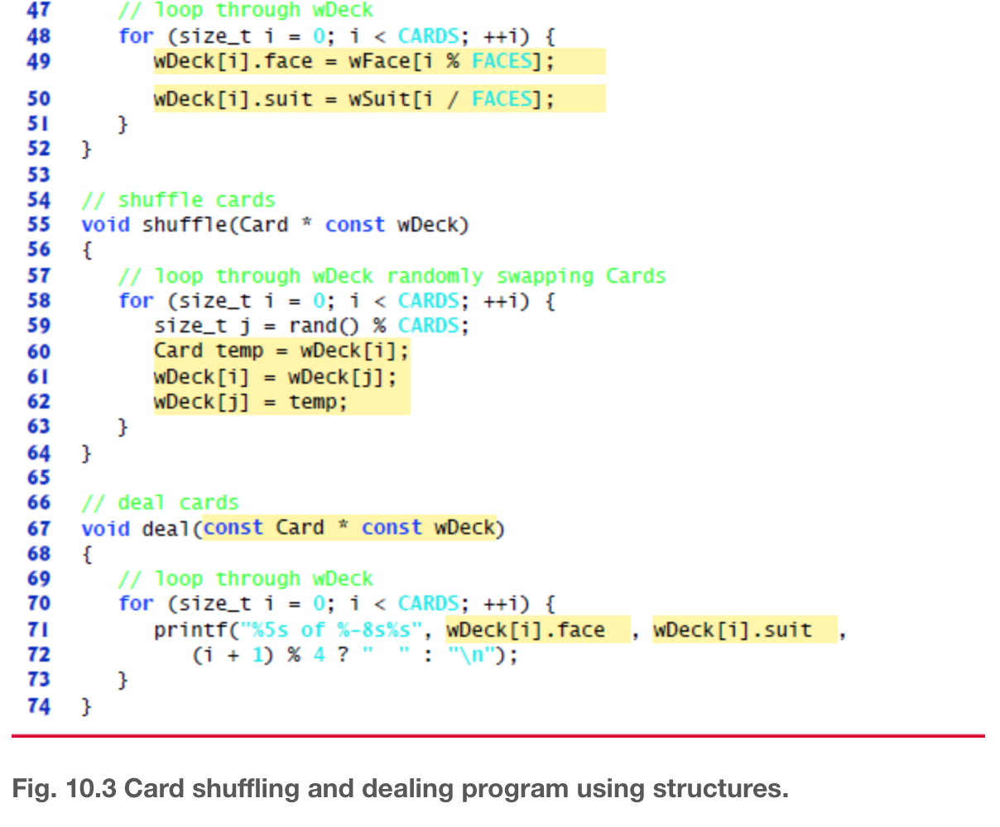 47 // loop through wDeck
48 for (size_t i = 0; i < CARDS; ++i) {
49 wDeck[i].face = wFace[i % FACES];
50 wDeck[i].suit = wSuit[i / FACES];
51 }
52 }
53
54 // shuffle cards
55 void shuffle(Card * const wDeck)
56 {
57 // loop through wDeck randomly swapping Cards
58 for (size_t i = 0; i < CARDS; ++i) {
59 size_t j = rand() % CARDS;
60 Card temp = wDeck[i];
61 wDeck[i] = wDeck[j];
62 wDeck[j] = temp;
63 }
64 }
65
66 // deal cards
67 void deal(const Card * const wDeck)
68 {
69 // loop through wDeck
70 for (size_t i = 0; i < CARDS; ++i) {
71 printf("%5s of %-8s%s", wDeck[i].face , wDeck[i].suit ,
72 (i + 1) % 4 ? "  " : "\n");
73 }
74 }
Fig. 10.3 Card shuffling and dealing program using structures.